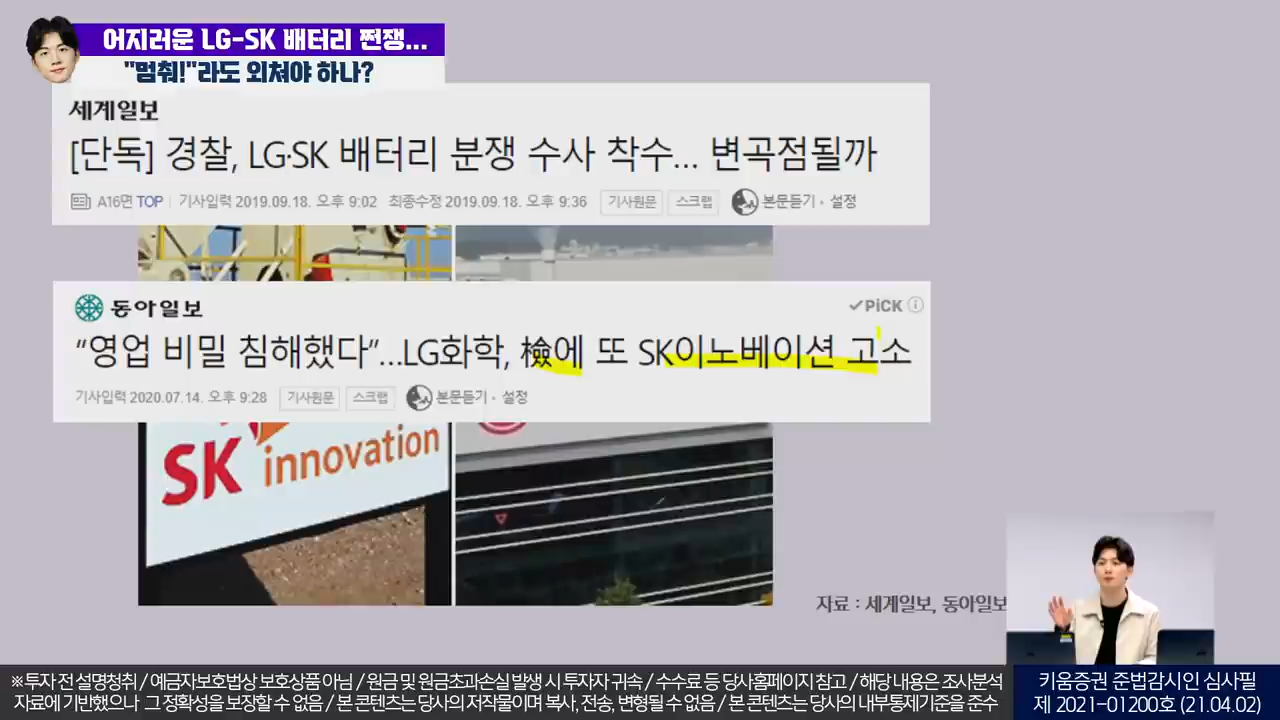 어지러운 LG-SK 배터리 쩐쟁...
"멈춰!"라도 외쳐야 하나?
세계일보
[단독] 경찰, LG·SK 배터리 분쟁 수사 착수... 변곡점될까
A16면 TOP 기사입력 2019.09.18. 오후 9:02 최종수정 2019.09.18. 오후 9:36 기사원문 스크랩 본문듣기 · 설정
동아일보 PiCK
“영업 비밀 침해했다”...LG화학, 檢에 또 SK이노베이션 고소
기사입력 2020.07.14. 오후 9:28 기사원문 스크랩 본문듣기 · 설정
SK innovation
자료 : 세계일보, 동아일보
※투자 전 설명청취 / 예금자보호법상 보호상품 아님 / 원금 및 원금초과손실 발생 시 투자자 귀속 / 수수료 등 당사홈페이지 참고 / 해당 내용은 조사분석
자료에 기반했으나 그 정확성을 보장할 수 없음 / 본 콘텐츠는 당사의 저작물이며 복사, 전송, 변형될 수 없음 / 본 콘텐츠는 당사의 내부통제기준을 준수
키움증권 준법감시인 심사필
제 2021-01200호 (21.04.02)